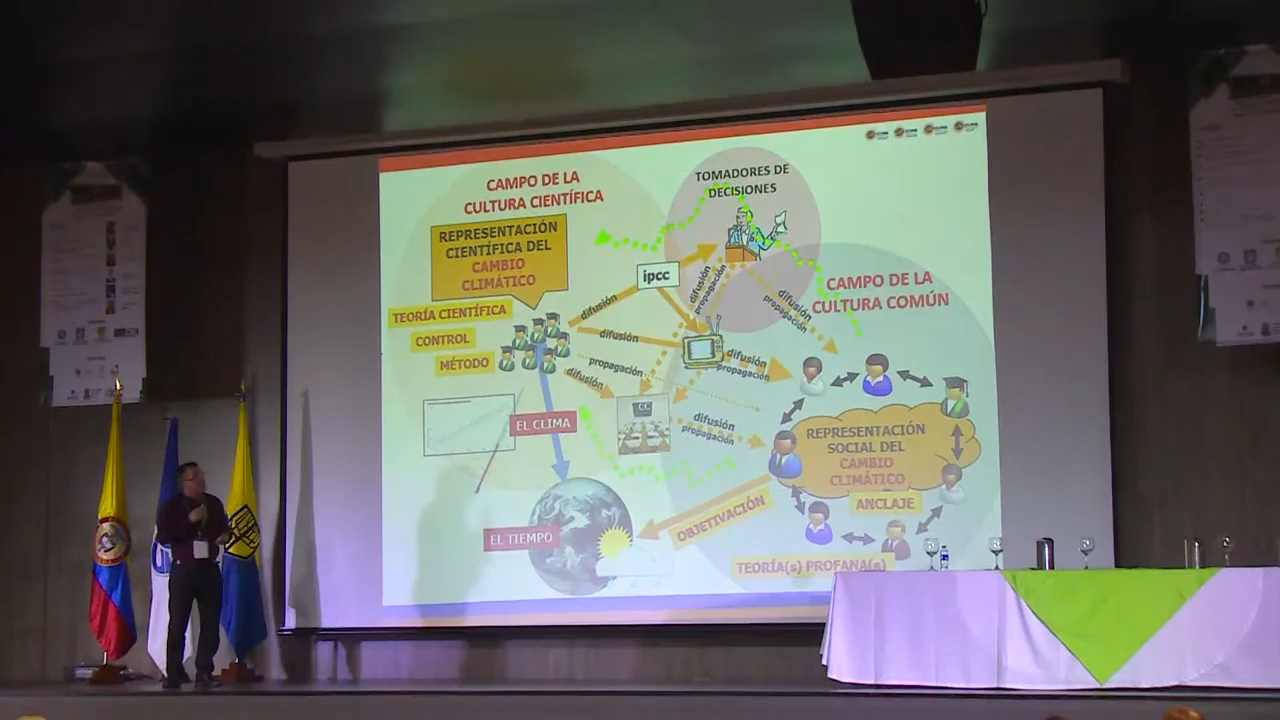 CAMPO DE LA
CULTURA CIENTÍFICA
TOMADORES DE
DECISIONES
REPRESENTACIÓN
CIENTÍFICA DEL
CAMBIO
CLIMÁTICO
ipcc
CAMPO DE LA
CULTURA COMÚN
TEORÍA CIENTÍFICA
CONTROL
MÉTODO
difusión
difusión
propagación
difusión
difusión
propagación
difusión
propagación
difusión
propagación
difusión
propagación
CC
EL CLIMA
REPRESENTACIÓN
SOCIAL DEL
CAMBIO
CLIMÁTICO
ANCLAJE
OBJETIVACIÓN
EL TIEMPO
TEORÍA(s) PROFANA(s)